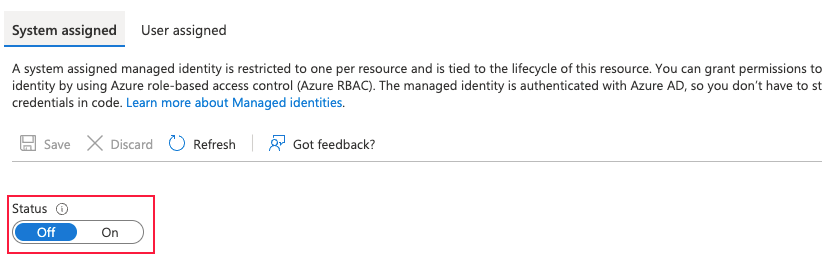 System assigned User assigned
A system assigned managed identity is restricted to one per resource and is tied to the lifecycle of this resource. You can grant permissions to
identity by using Azure role-based access control (Azure RBAC). The managed identity is authenticated with Azure AD, so you don't have to st
credentials in code. Learn more about Managed identities.
Save Discard Refresh Got feedback?
Status
Off On